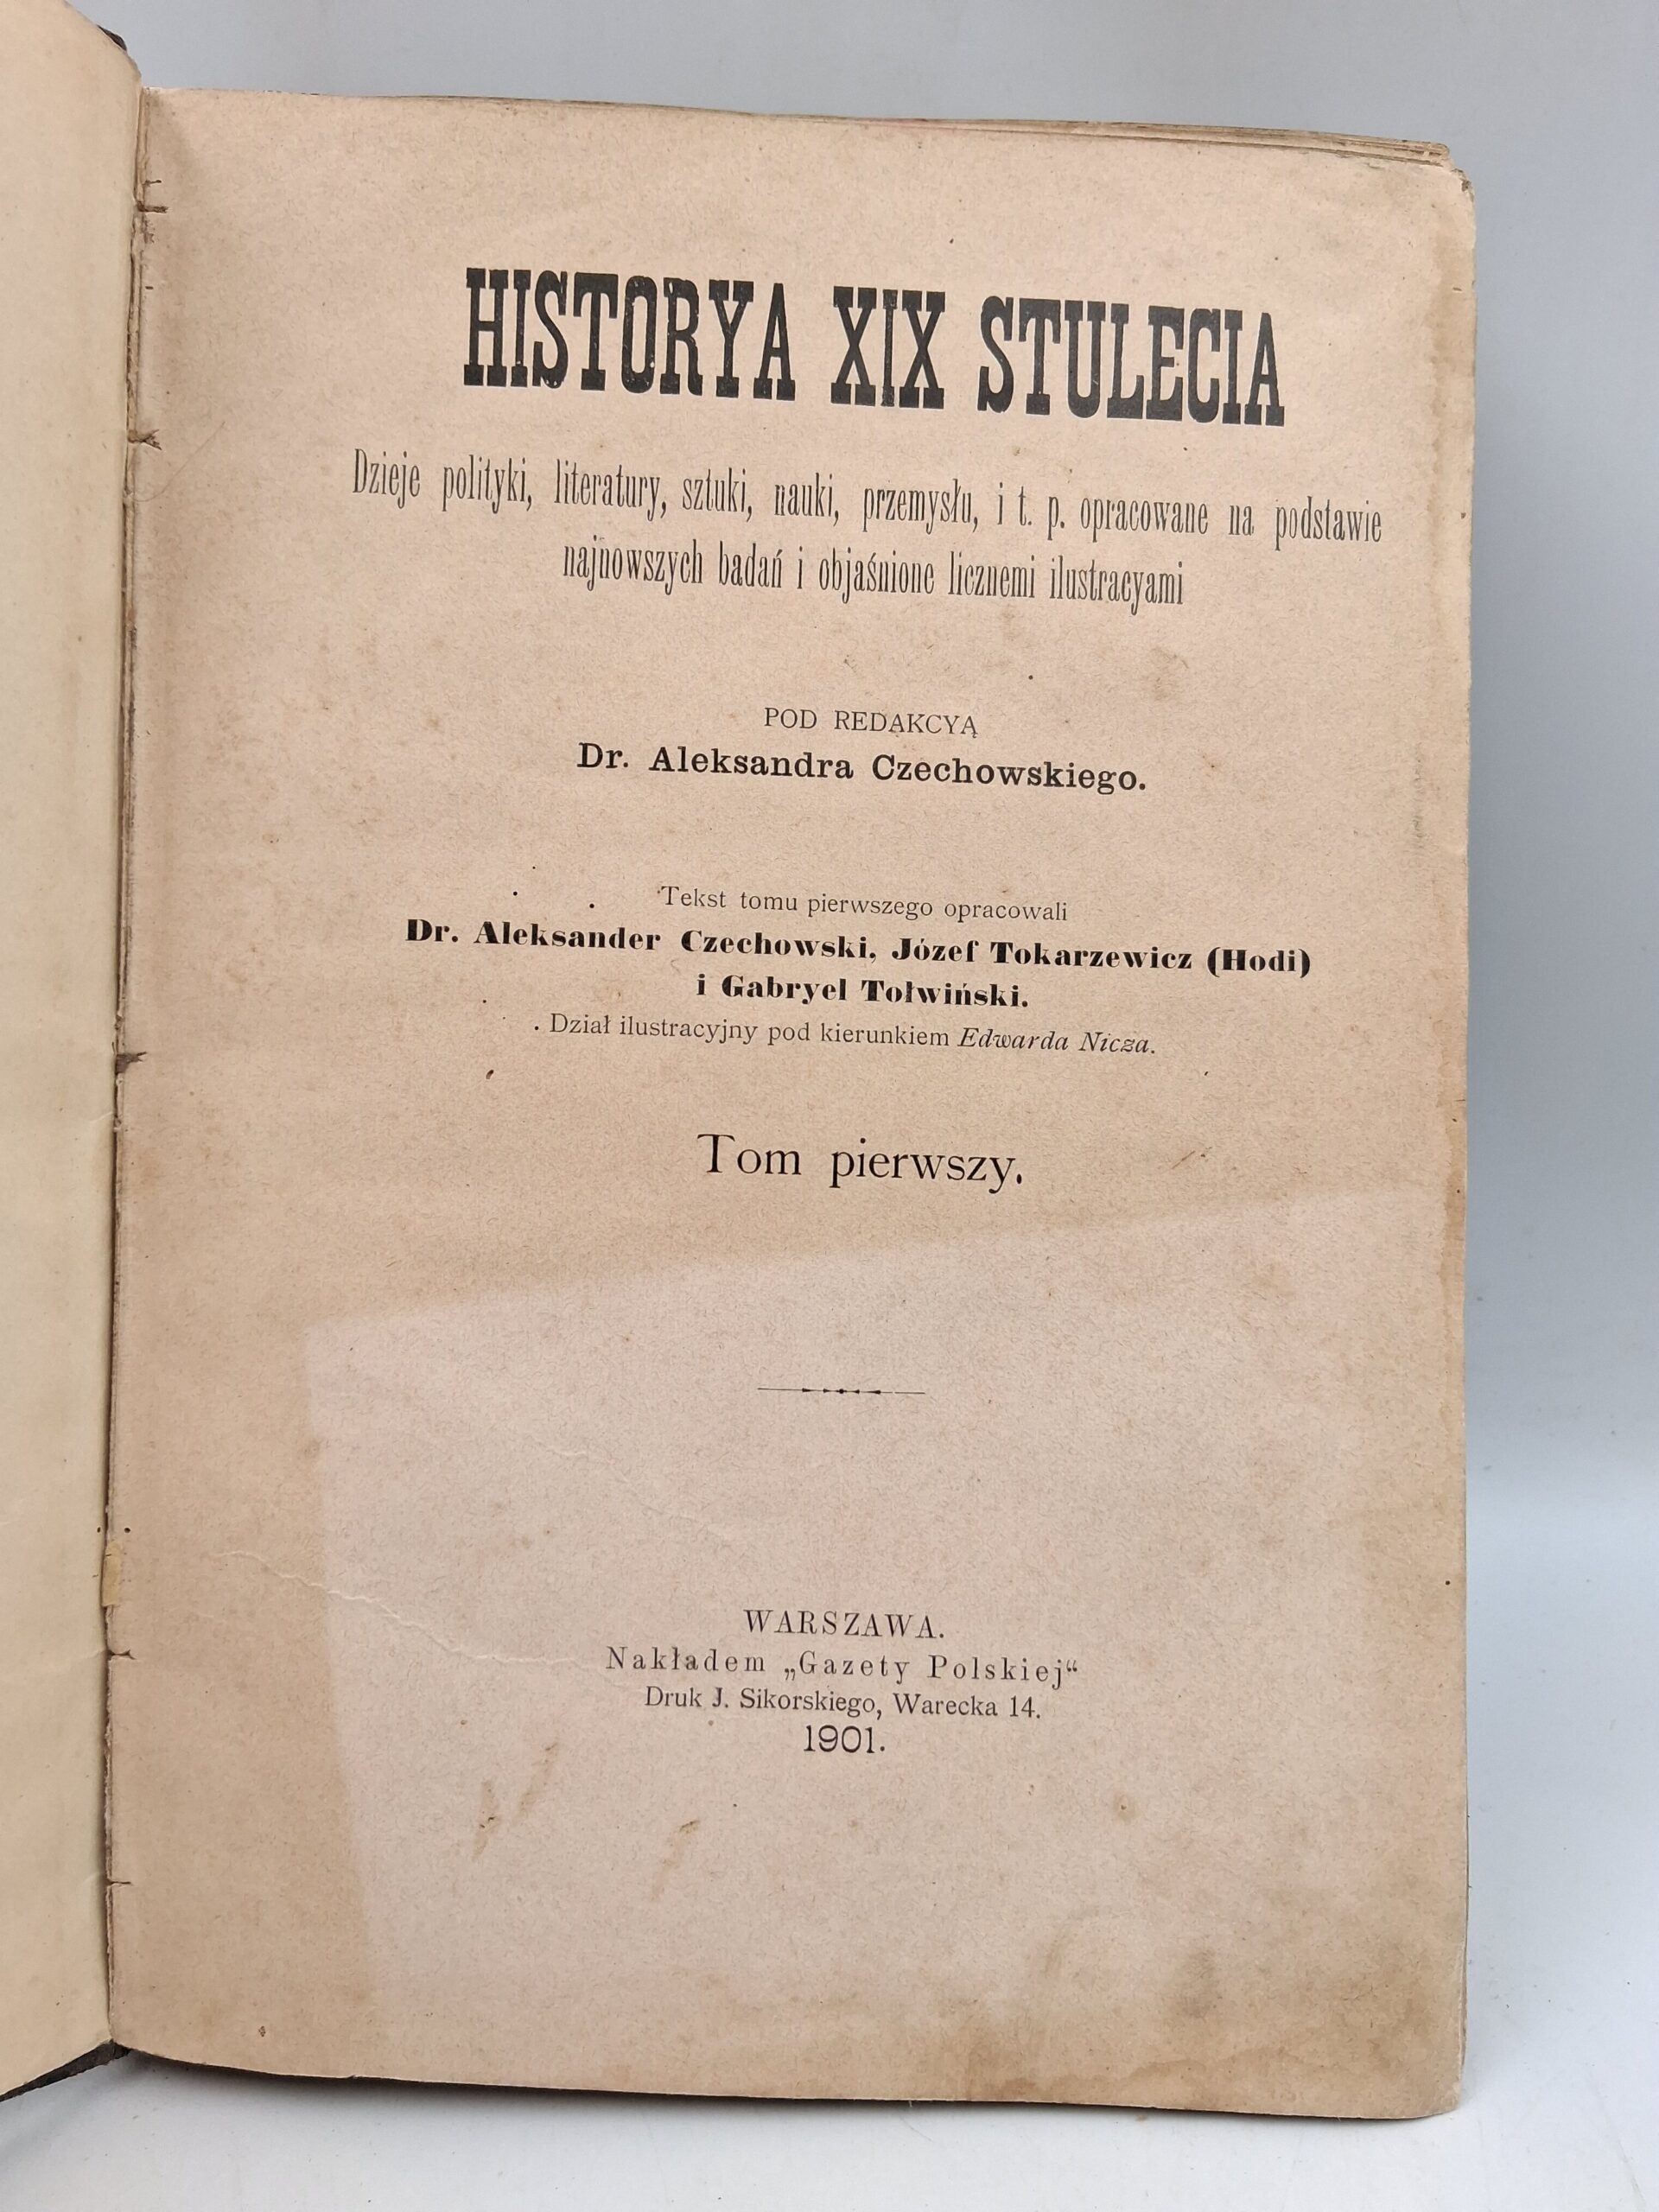 HISTORYA XIX STULECIA
Dzieje polityki, literatury, sztuki, nauki, przemysłu, i t. p. opracowane na podstawie
najnowszych badań i objaśnione licznemi ilustracyami
POD REDAKCYĄ
Dr. Aleksandra Czechowskiego.
Tekst tomu pierwszego opracowali
Dr. Aleksander Czechowski, Józef Tokarzewicz (Hodi)
i Gabryel Tołwiński.
Dział ilustracyjny pod kierunkiem Edwarda Nicza.
Tom pierwszy.
WARSZAWA.
Nakładem „Gazety Polskiej“
Druk J. Sikorskiego, Warecka 14.
1901.